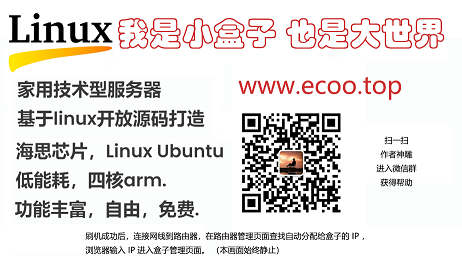 Linux 我是小盒子 也是大世界
家用技术型服务器
www.ecoo.top
基于linux开放源码打造
海思芯片，Linux Ubuntu
低能耗，四核arm.
功能丰富，自由，免费.
扫一扫
作者神雕
进入微信群
获得帮助
刷机成功后，连接网线到路由器，在路由器管理页面查找自动分配给盒子的 IP ，
浏览器输入 IP 进入盒子管理页面。 （本画面始终静止）